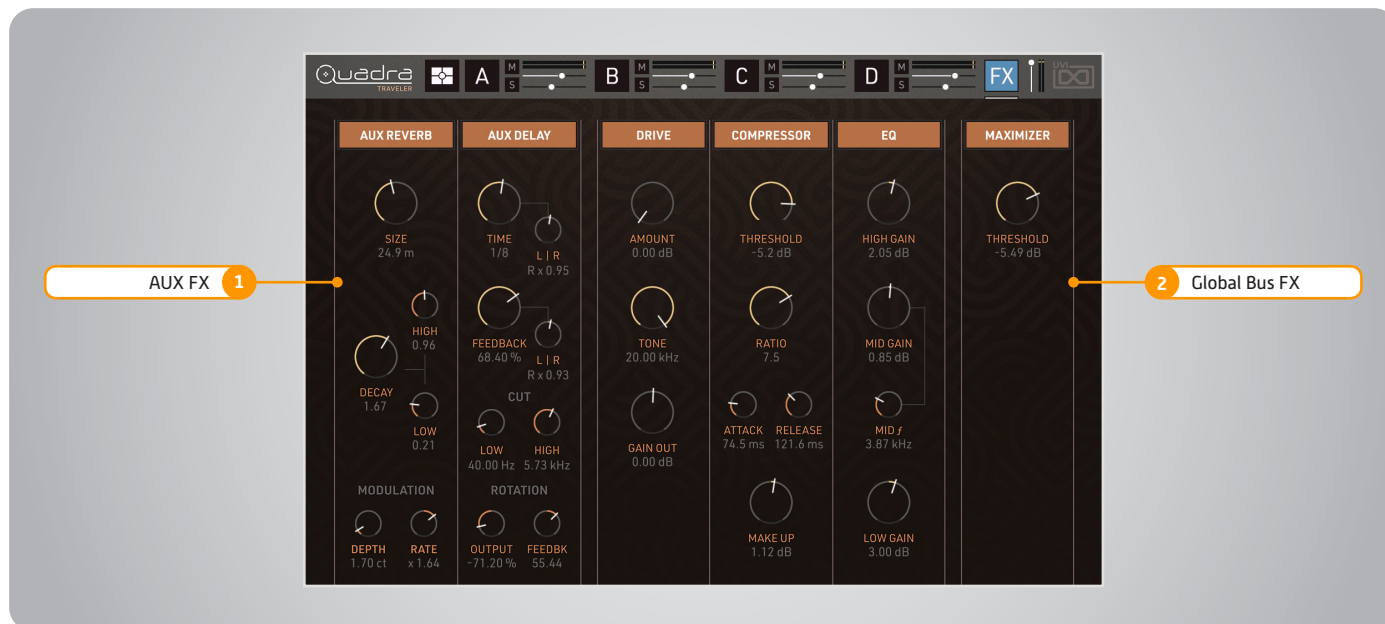 Quadra
TRAVELER
A
M
S
B
M
S
C
M
S
D
M
S
FX
UVI
AUX REVERB
SIZE
24.9 m
HIGH
0.96
DECAY
1.67
LOW
0.21
MODULATION
DEPTH
1.70 ct
RATE
x 1.64
AUX DELAY
TIME
1/8
L | R
R x 0.95
FEEDBACK
68.40 %
L | R
R x 0.93
CUT
LOW
40.00 Hz
HIGH
5.73 kHz
ROTATION
OUTPUT
-71.20 %
FEEDBK
55.44
DRIVE
AMOUNT
0.00 dB
TONE
20.00 kHz
GAIN OUT
0.00 dB
COMPRESSOR
THRESHOLD
-5.2 dB
RATIO
7.5
ATTACK
74.5 ms
RELEASE
121.6 ms
MAKE UP
1.12 dB
EQ
HIGH GAIN
2.05 dB
MID GAIN
0.85 dB
MID ƒ
3.87 kHz
LOW GAIN
3.00 dB
MAXIMIZER
THRESHOLD
-5.49 dB
AUX FX 1
2 Global Bus FX